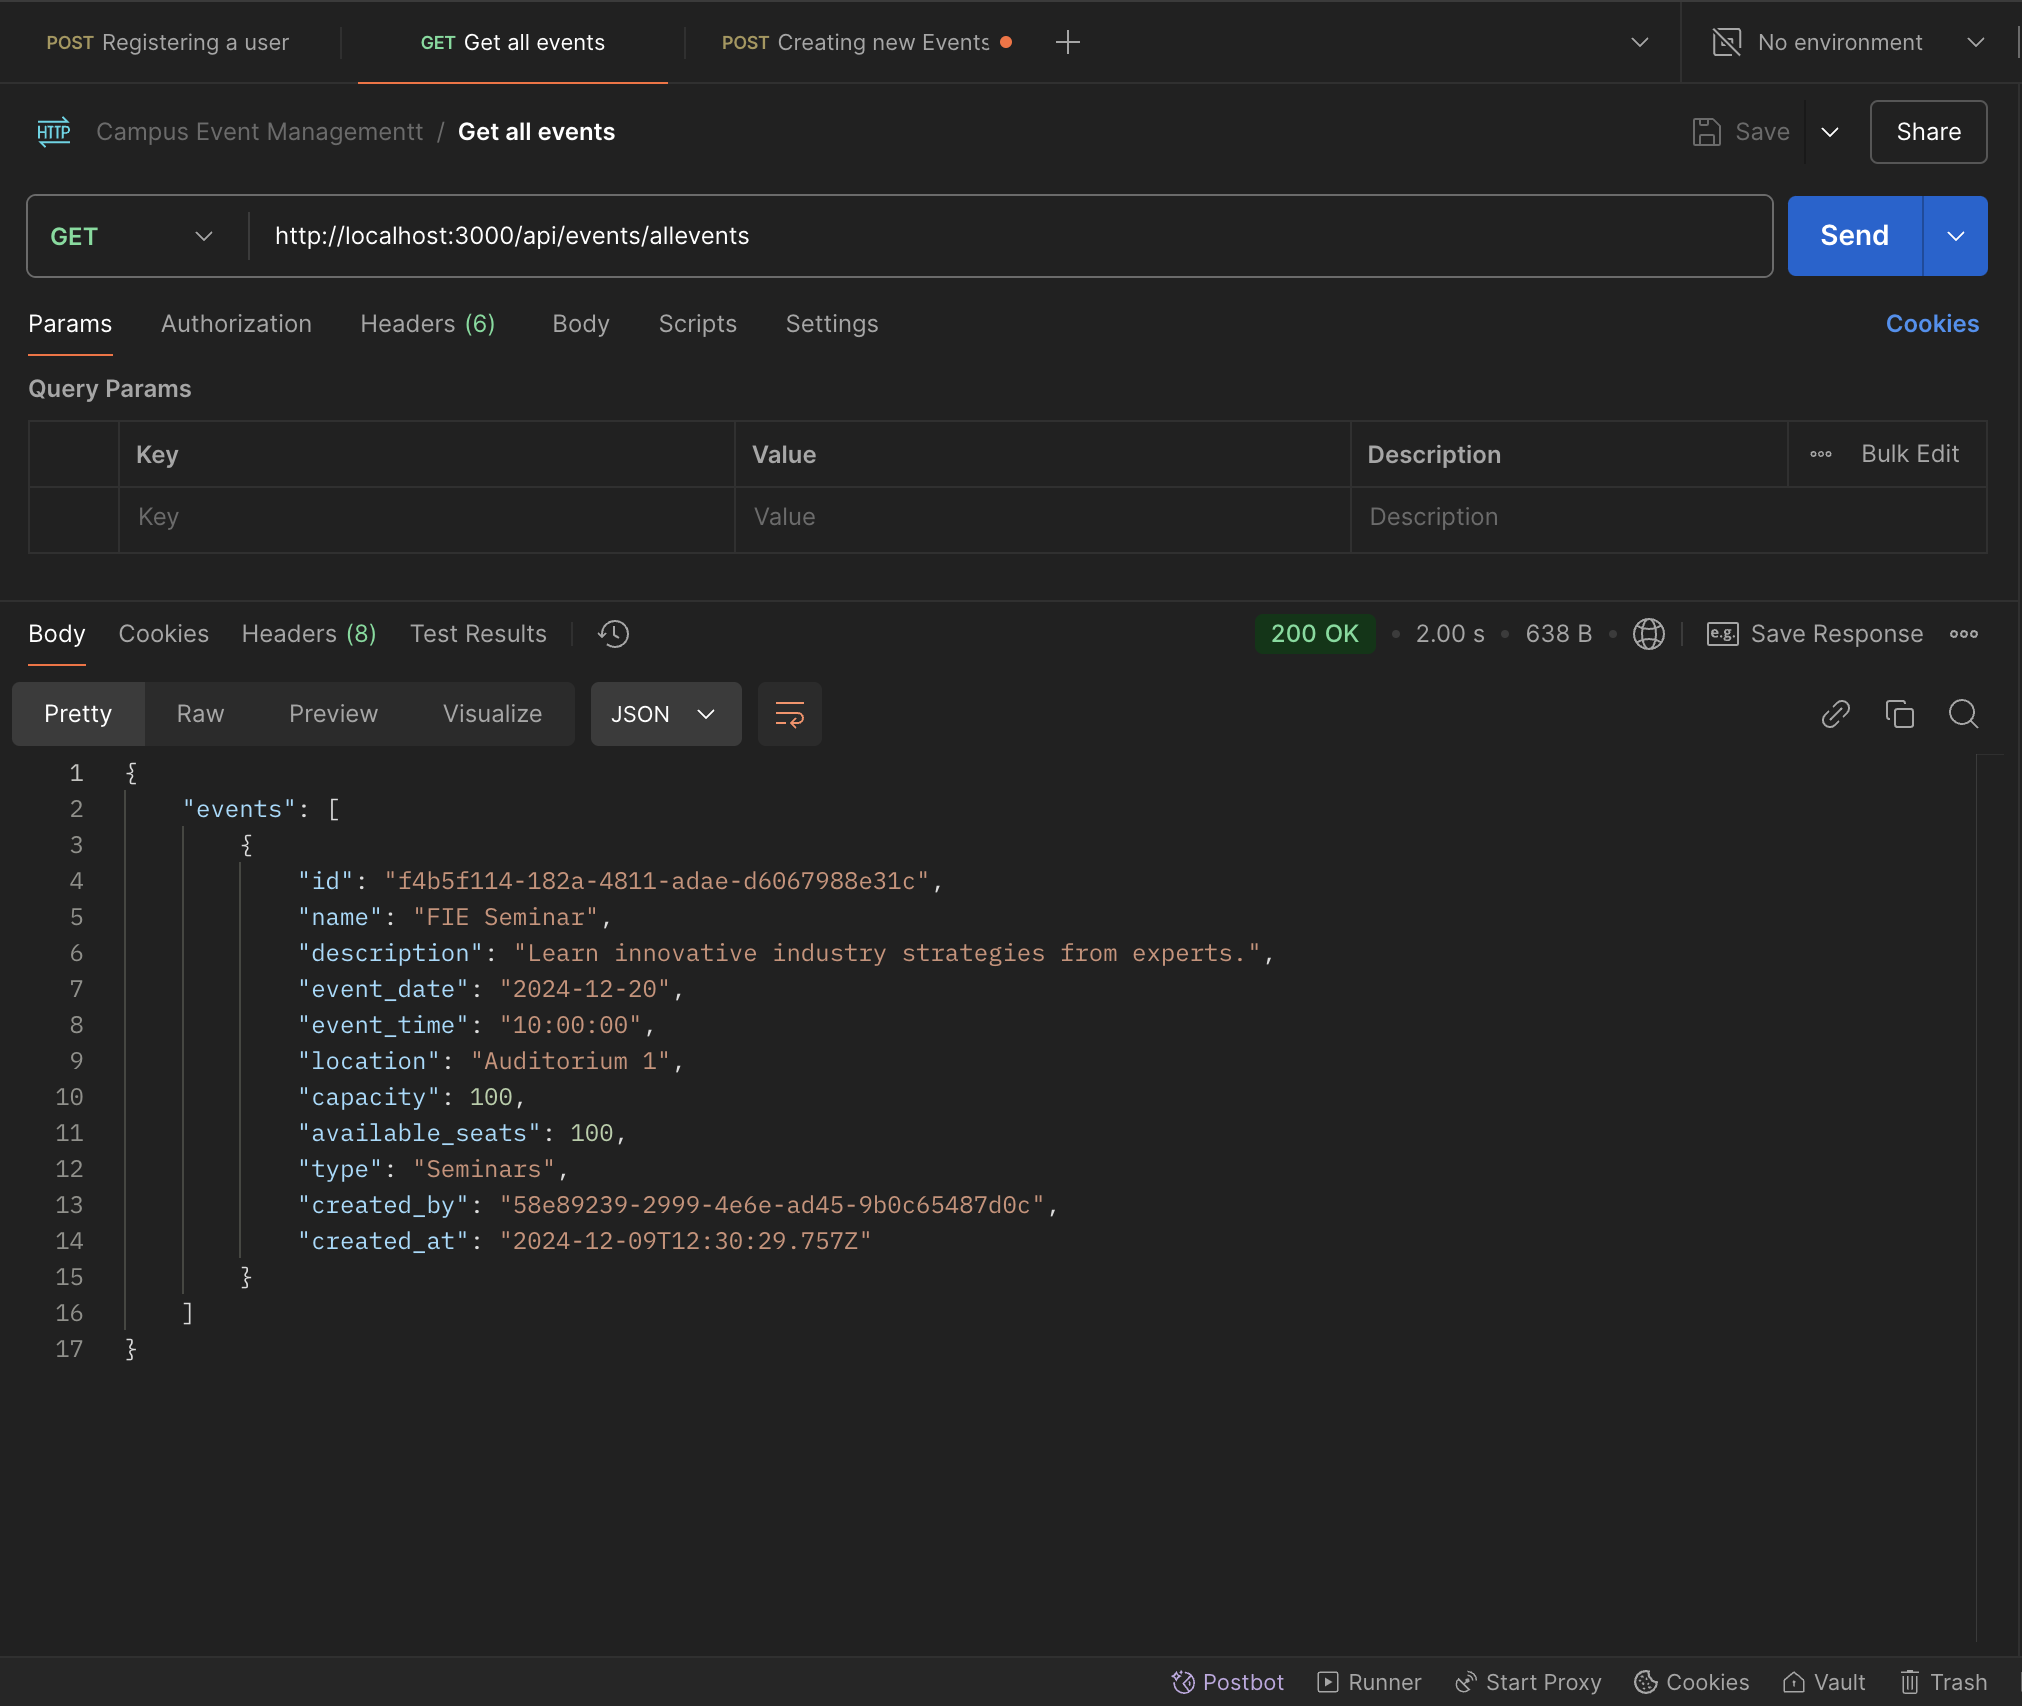 POST Registering a user
GET Get all events
POST Creating new Events
No environment
HTTP Campus Event Managementt / Get all events
Save
Share
GET http://localhost:3000/api/events/allevents
Send
Params Authorization Headers (6) Body Scripts Settings
Cookies
Query Params
Key Value Description Bulk Edit
Key Value Description
Body Cookies Headers (8) Test Results
200 OK • 2.00 s • 638 B • e.g. Save Response
Pretty Raw Preview Visualize JSON
1 {
2 "events": [
3 {
4 "id": "f4b5f114-182a-4811-adae-d6067988e31c",
5 "name": "FIE Seminar",
6 "description": "Learn innovative industry strategies from experts.",
7 "event_date": "2024-12-20",
8 "event_time": "10:00:00",
9 "location": "Auditorium 1",
10 "capacity": 100,
11 "available_seats": 100,
12 "type": "Seminars",
13 "created_by": "58e89239-2999-4e6e-ad45-9b0c65487d0c",
14 "created_at": "2024-12-09T12:30:29.757Z"
15 }
16 ]
17 }
Postbot Runner Start Proxy Cookies Vault Trash